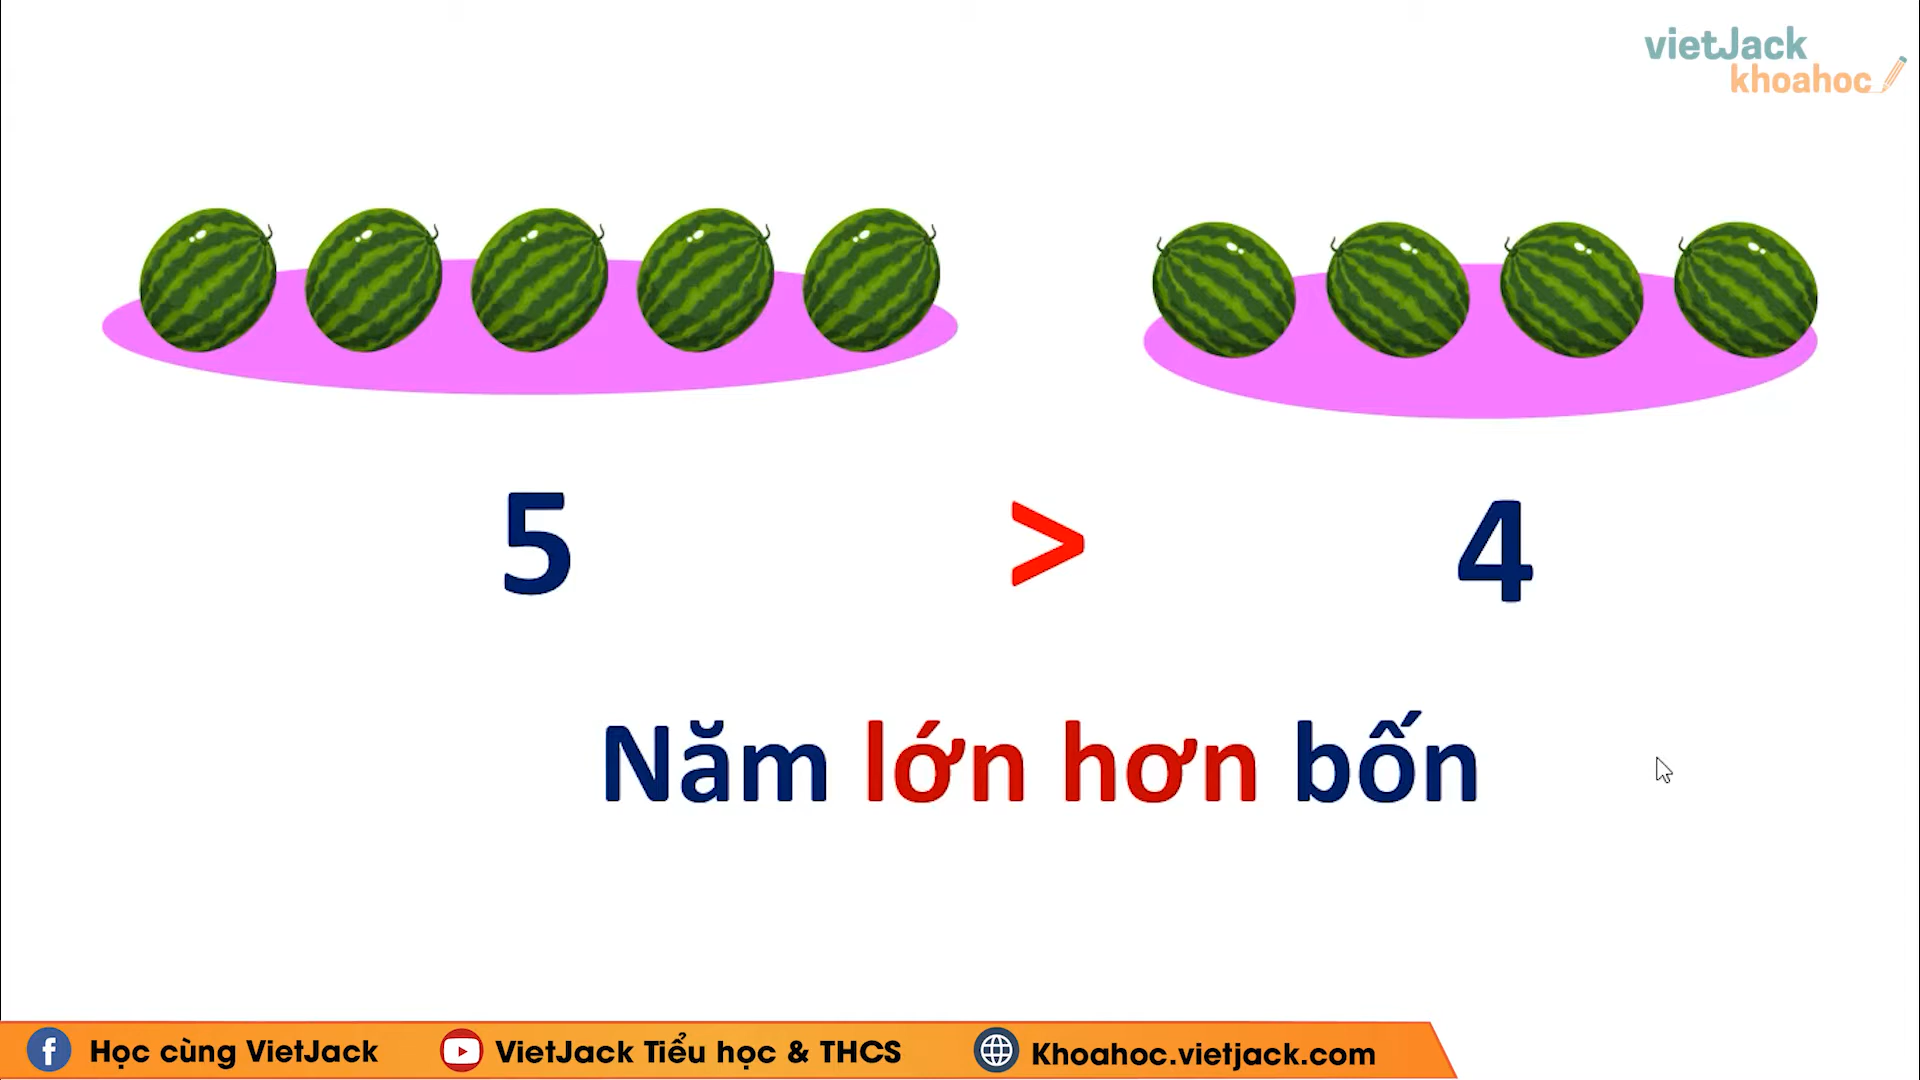 vietJack
khoahoc
5 > 4
Năm lớn hơn bốn
Học cùng VietJack
VietJack Tiểu học & THCS
Khoahoc.vietjack.com